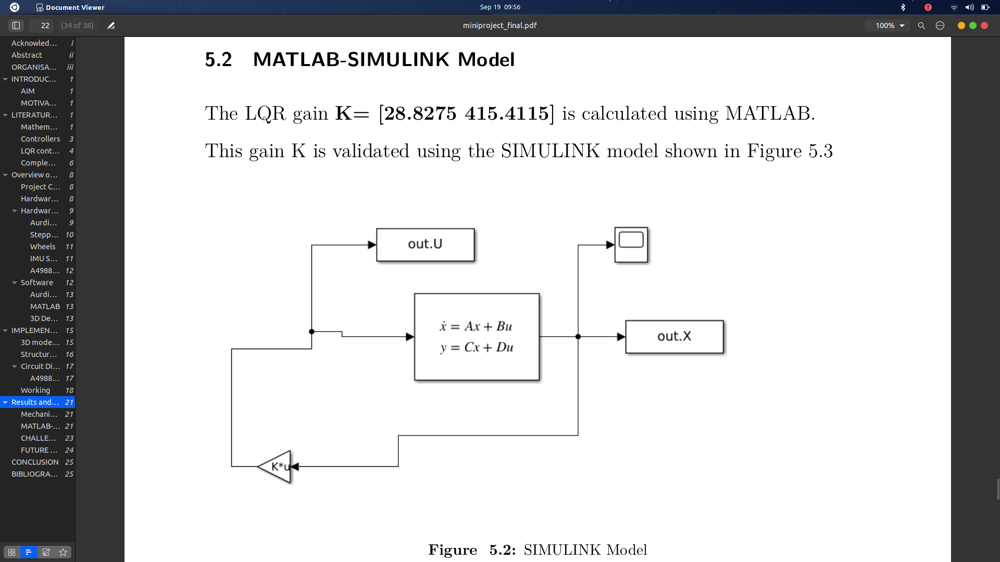 Document Viewer
Sep 19 09:56
22
(34 of 38)
miniproject_final.pdf
100%
Acknowled... i
Abstract ii
ORGANISA... iii
INTRODUC... 1
AIM 1
MOTIVA... 1
LITERATUR... 1
Mathem... 1
Controllers 3
LQR cont... 4
Comple... 6
Overview o... 8
Project C... 8
Hardwar... 8
Hardwar... 9
Aurdi... 9
Stepp... 10
Wheels 11
IMU S... 11
A4988... 12
Software 12
Aurdi... 13
MATLAB 13
3D De... 13
IMPLEMEN... 15
3D mode... 15
Structur... 16
Circuit Di... 17
A4988... 17
Working 18
Results and... 21
Mechani... 21
MATLAB-... 21
CHALLE... 23
FUTURE ... 24
CONCLUSION 25
BIBLIOGRA... 25
5.2 MATLAB-SIMULINK Model
The LQR gain K= [28.8275 415.4115] is calculated using MATLAB.
This gain K is validated using the SIMULINK model shown in Figure 5.3
out.U
ẋ = Ax + Bu
y = Cx + Du
out.X
K*u
Figure 5.2: SIMULINK Model